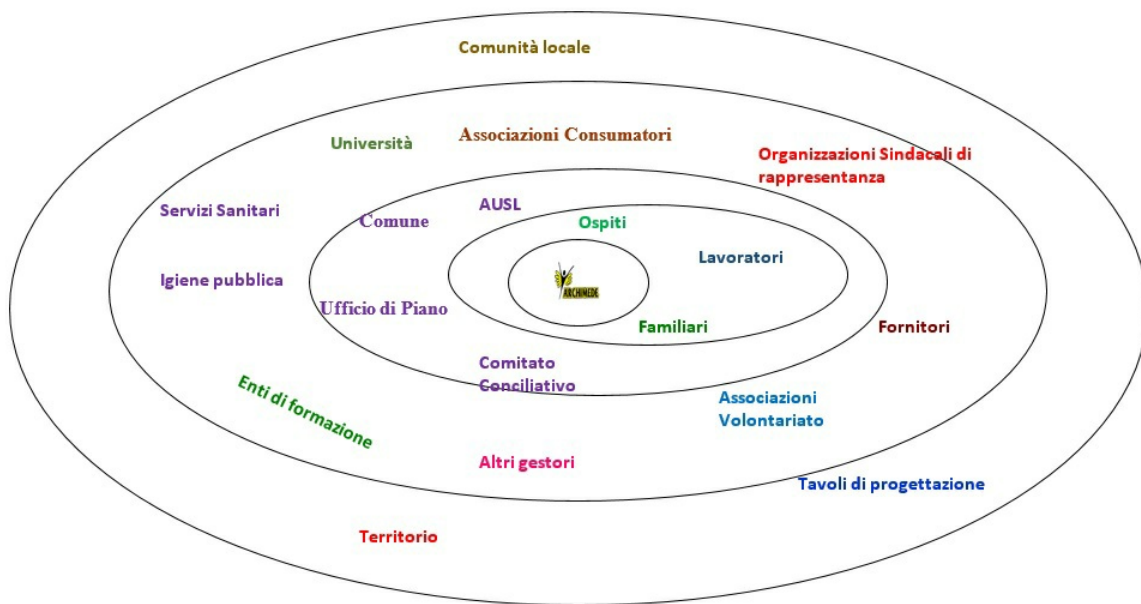 Comunità locale
Università
Associazioni Consumatori
Organizzazioni Sindacali di
rappresentanza
Servizi Sanitari
Comune
AUSL
Ospiti
Lavoratori
Igiene pubblica
ARCHIMEDE
Ufficio di Piano
Familiari
Fornitori
Comitato
Conciliativo
Enti di formazione
Associazioni
Volontariato
Altri gestori
Tavoli di progettazione
Territorio